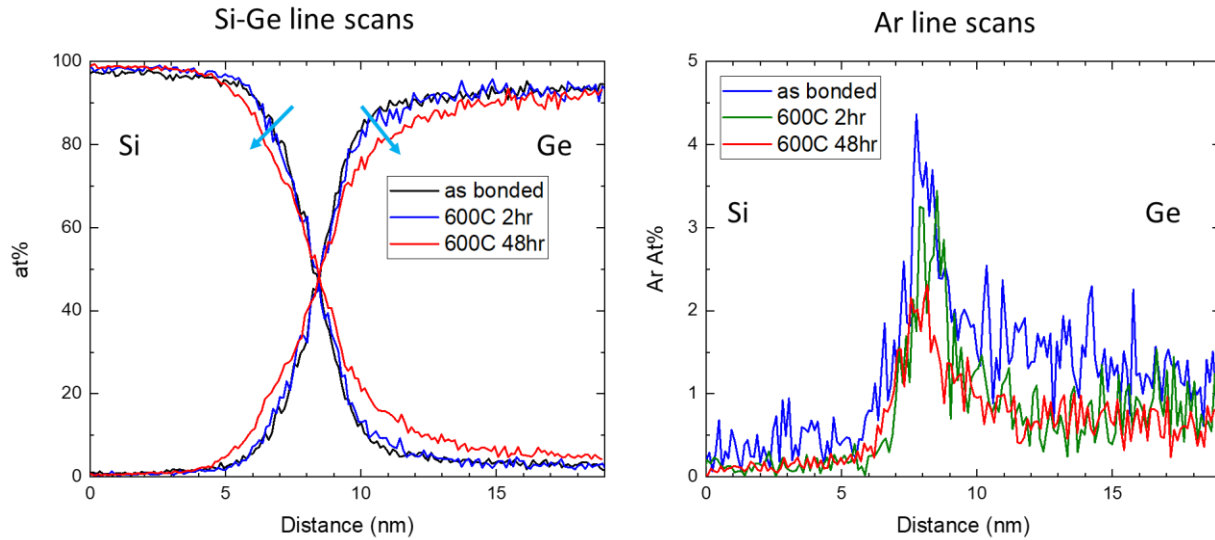 Si-Ge line scans
100
80
60
40
20
0
at%
0
5
10
15
Distance (nm)
Si
Ge
as bonded
600C 2hr
600C 48hr
Ar line scans
5
4
3
2
1
0
Ar At%
0
5
10
15
Distance (nm)
as bonded
600C 2hr
600C 48hr
Si
Ge